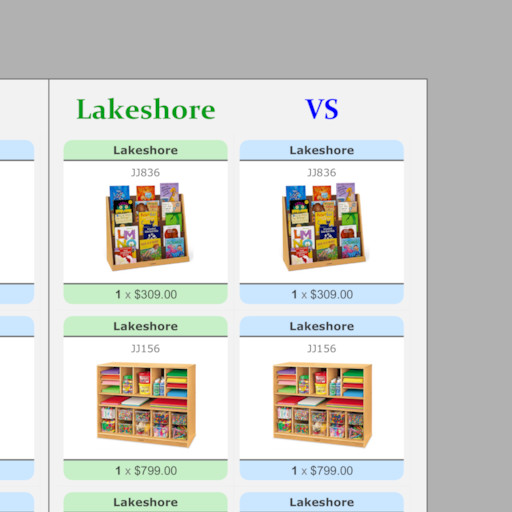 Lakeshore VS
Lakeshore Lakeshore
JJ836 JJ836
1 x $309.00 1 x $309.00
Lakeshore Lakeshore
JJ156 JJ156
1 x $799.00 1 x $799.00
Lakeshore Lakeshore